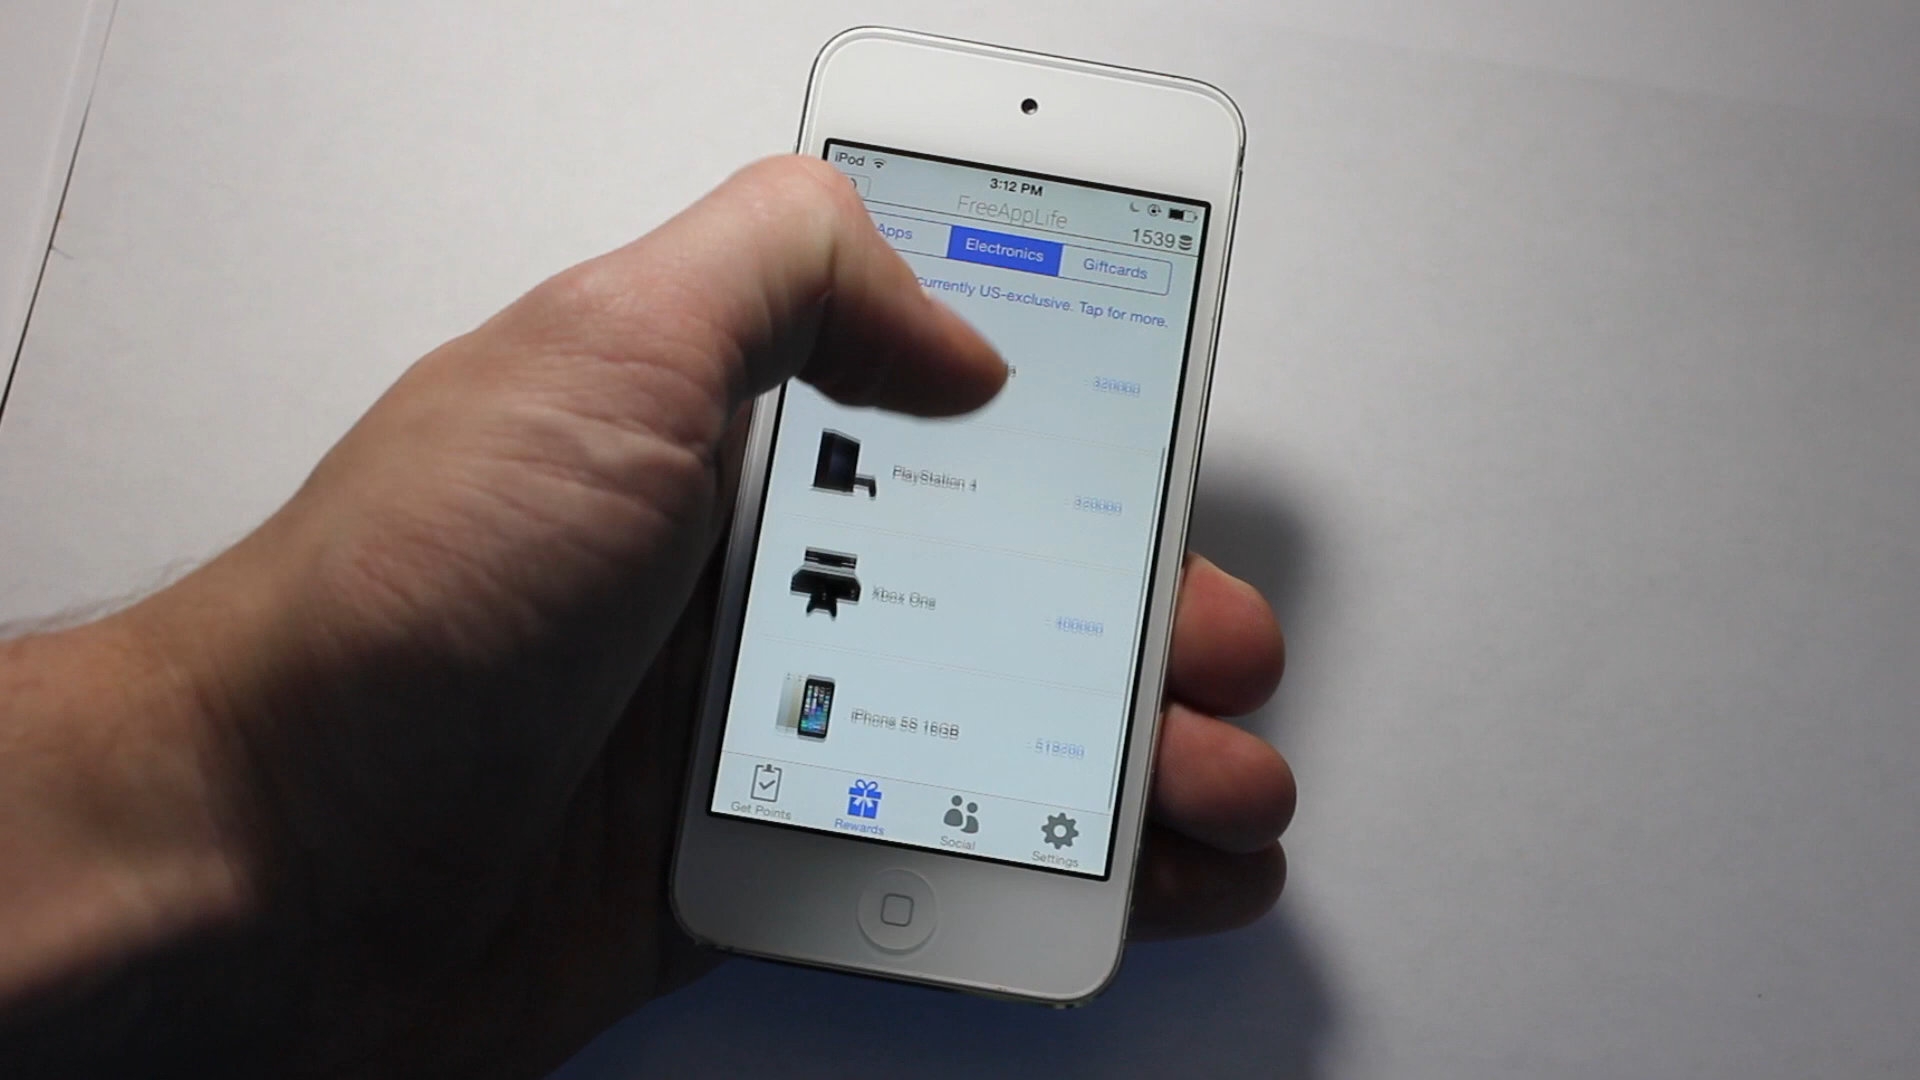 iPod
3:12 PM
FreeAppLife
1539
Apps
Electronics
Giftcards
currently US-exclusive. Tap for more.
320000
PlayStation 4
320000
Xbox One
400000
iPhone 5S 16GB
Get Points
Rewards
Social
Settings